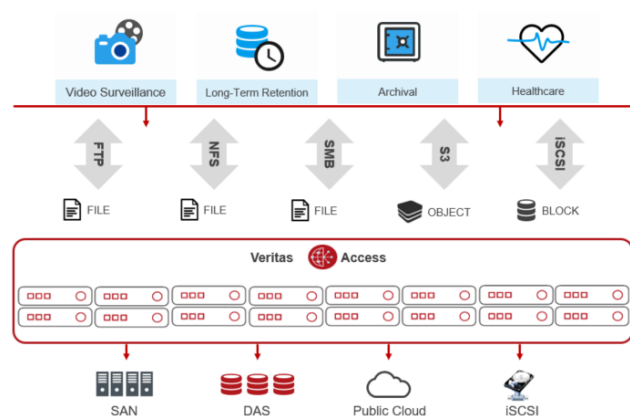 Video Surveillance
Long-Term Retention
Archival
Healthcare
FTP
NFS
SMB
S3
iSCSI
FILE
FILE
FILE
OBJECT
BLOCK
Veritas Access
SAN
DAS
Public Cloud
iSCSI